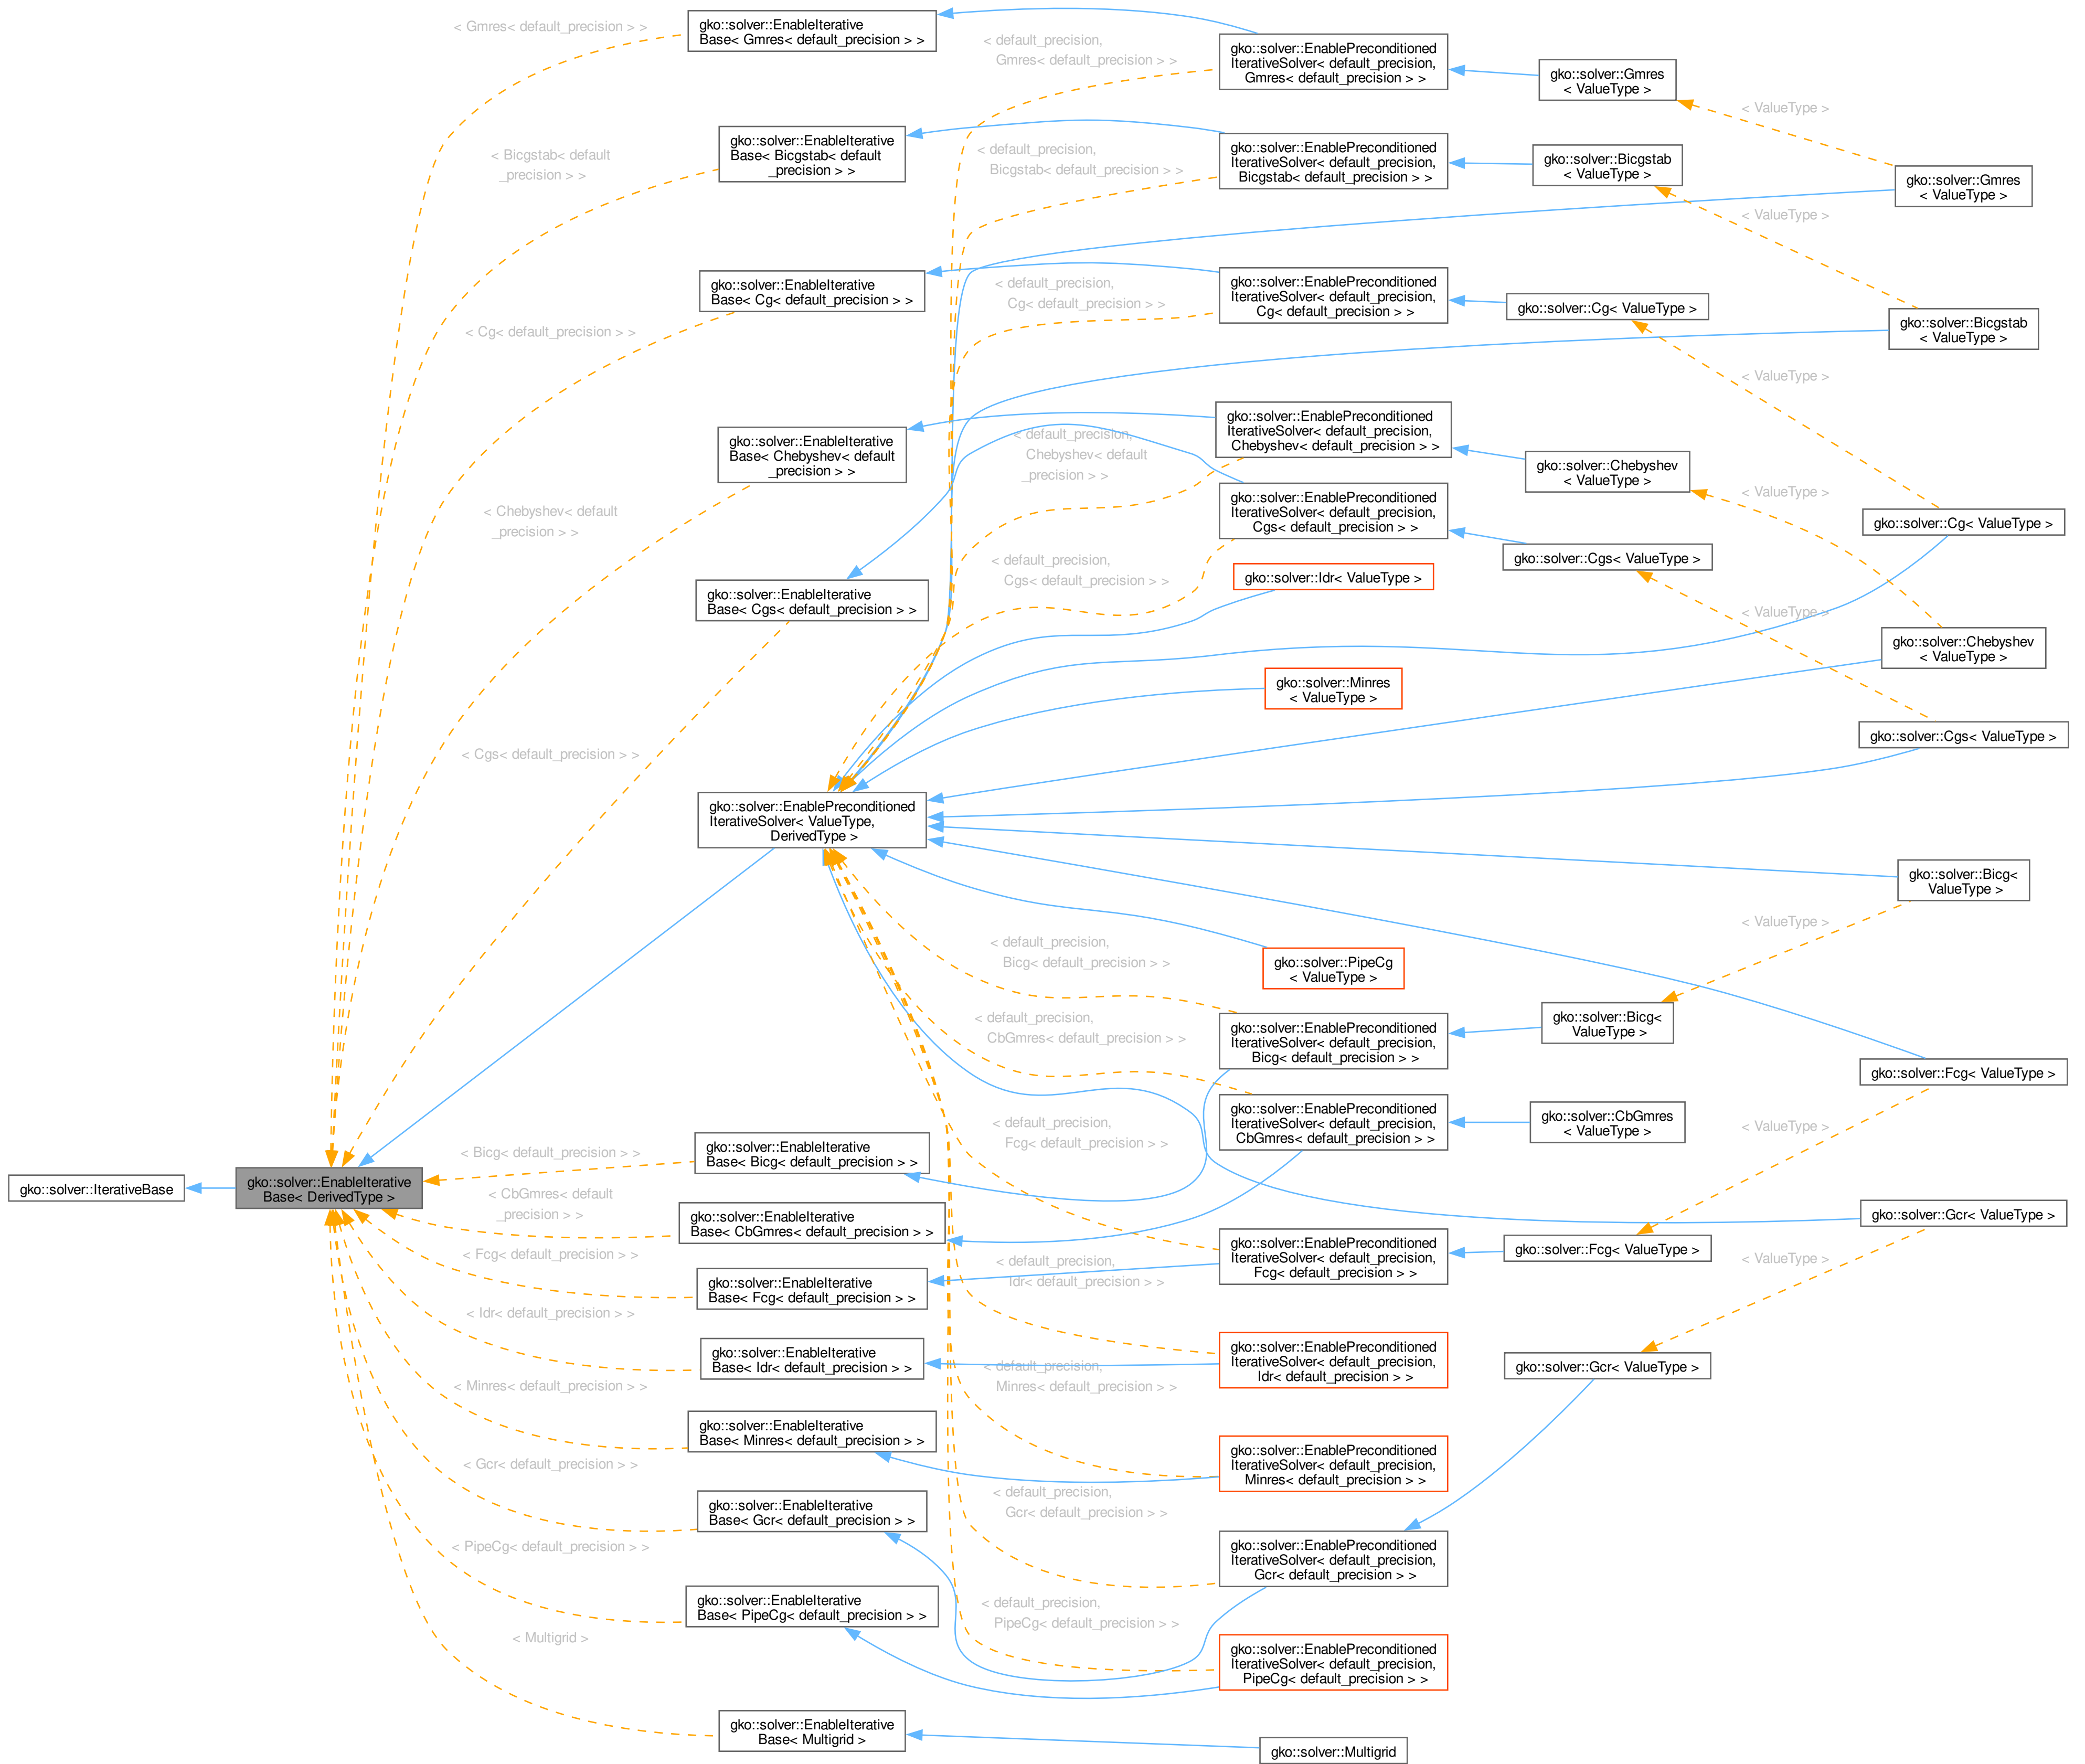 gko::solver::IterativeBase
gko::solver::EnableIterative
Base< DerivedType >
< Gmres< default_precision > >
< Bicgstab< default
_precision > >
< Cg< default_precision > >
< Chebyshev< default
_precision > >
< Cgs< default_precision > >
< Bicg< default_precision > >
< CbGmres< default
_precision > >
< Fcg< default_precision > >
< Idr< default_precision > >
< Minres< default_precision > >
< Gcr< default_precision > >
< PipeCg< default_precision > >
< Multigrid >
gko::solver::EnableIterative
Base< Gmres< default_precision > >
gko::solver::EnableIterative
Base< Bicgstab< default
_precision > >
gko::solver::EnableIterative
Base< Cg< default_precision > >
gko::solver::EnableIterative
Base< Chebyshev< default
_precision > >
gko::solver::EnableIterative
Base< Cgs< default_precision > >
gko::solver::EnablePreconditioned
IterativeSolver< ValueType,
DerivedType >
gko::solver::EnableIterative
Base< Bicg< default_precision > >
gko::solver::EnableIterative
Base< CbGmres< default_precision > >
gko::solver::EnableIterative
Base< Fcg< default_precision > >
gko::solver::EnableIterative
Base< Idr< default_precision > >
gko::solver::EnableIterative
Base< Minres< default_precision > >
gko::solver::EnableIterative
Base< Gcr< default_precision > >
gko::solver::EnableIterative
Base< PipeCg< default_precision > >
gko::solver::EnableIterative
Base< Multigrid >
< default_precision,
Gmres< default_precision > >
< default_precision,
Bicgstab< default_precision > >
< default_precision,
Cg< default_precision > >
< default_precision,
Chebyshev< default
_precision > >
< default_precision,
Cgs< default_precision > >
< default_precision,
Bicg< default_precision > >
< default_precision,
CbGmres< default_precision > >
< default_precision,
Fcg< default_precision > >
< default_precision,
Idr< default_precision > >
< default_precision,
Minres< default_precision > >
< default_precision,
Gcr< default_precision > >
< default_precision,
PipeCg< default_precision > >
gko::solver::EnablePreconditioned
IterativeSolver< default_precision,
Gmres< default_precision > >
gko::solver::EnablePreconditioned
IterativeSolver< default_precision,
Bicgstab< default_precision > >
gko::solver::EnablePreconditioned
IterativeSolver< default_precision,
Cg< default_precision > >
gko::solver::EnablePreconditioned
IterativeSolver< default_precision,
Chebyshev< default_precision > >
gko::solver::EnablePreconditioned
IterativeSolver< default_precision,
Cgs< default_precision > >
gko::solver::Idr< ValueType >
gko::solver::Minres
< ValueType >
gko::solver::PipeCg
< ValueType >
gko::solver::EnablePreconditioned
IterativeSolver< default_precision,
Bicg< default_precision > >
gko::solver::EnablePreconditioned
IterativeSolver< default_precision,
CbGmres< default_precision > >
gko::solver::EnablePreconditioned
IterativeSolver< default_precision,
Fcg< default_precision > >
gko::solver::EnablePreconditioned
IterativeSolver< default_precision,
Idr< default_precision > >
gko::solver::EnablePreconditioned
IterativeSolver< default_precision,
Minres< default_precision > >
gko::solver::EnablePreconditioned
IterativeSolver< default_precision,
Gcr< default_precision > >
gko::solver::EnablePreconditioned
IterativeSolver< default_precision,
PipeCg< default_precision > >
gko::solver::Multigrid
gko::solver::Gmres
< ValueType >
gko::solver::Bicgstab
< ValueType >
gko::solver::Cg< ValueType >
gko::solver::Chebyshev
< ValueType >
gko::solver::Cgs< ValueType >
gko::solver::Bicg<
ValueType >
gko::solver::CbGmres
< ValueType >
gko::solver::Fcg< ValueType >
gko::solver::Gcr< ValueType >
< ValueType >
< ValueType >
< ValueType >
< ValueType >
< ValueType >
< ValueType >
< ValueType >
< ValueType >
gko::solver::Gmres
< ValueType >
gko::solver::Bicgstab
< ValueType >
gko::solver::Cg< ValueType >
gko::solver::Chebyshev
< ValueType >
gko::solver::Cgs< ValueType >
gko::solver::Bicg<
ValueType >
gko::solver::Fcg< ValueType >
gko::solver::Gcr< ValueType >